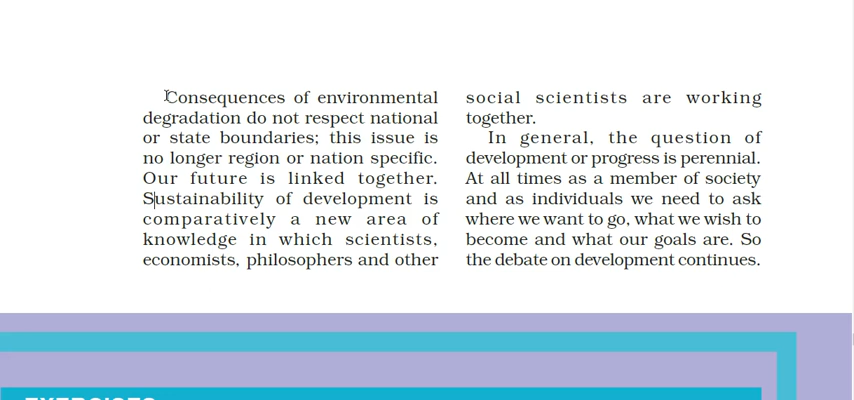 Consequences of environmental
degradation do not respect national
or state boundaries; this issue is
no longer region or nation specific.
Our future is linked together.
Sustainability of development is
comparatively a new area of
knowledge in which scientists,
economists, philosophers and other
social scientists are working
together.
In general, the question of
development or progress is perennial.
At all times as a member of society
and as individuals we need to ask
where we want to go, what we wish to
become and what our goals are. So
the debate on development continues.
EXERCISES